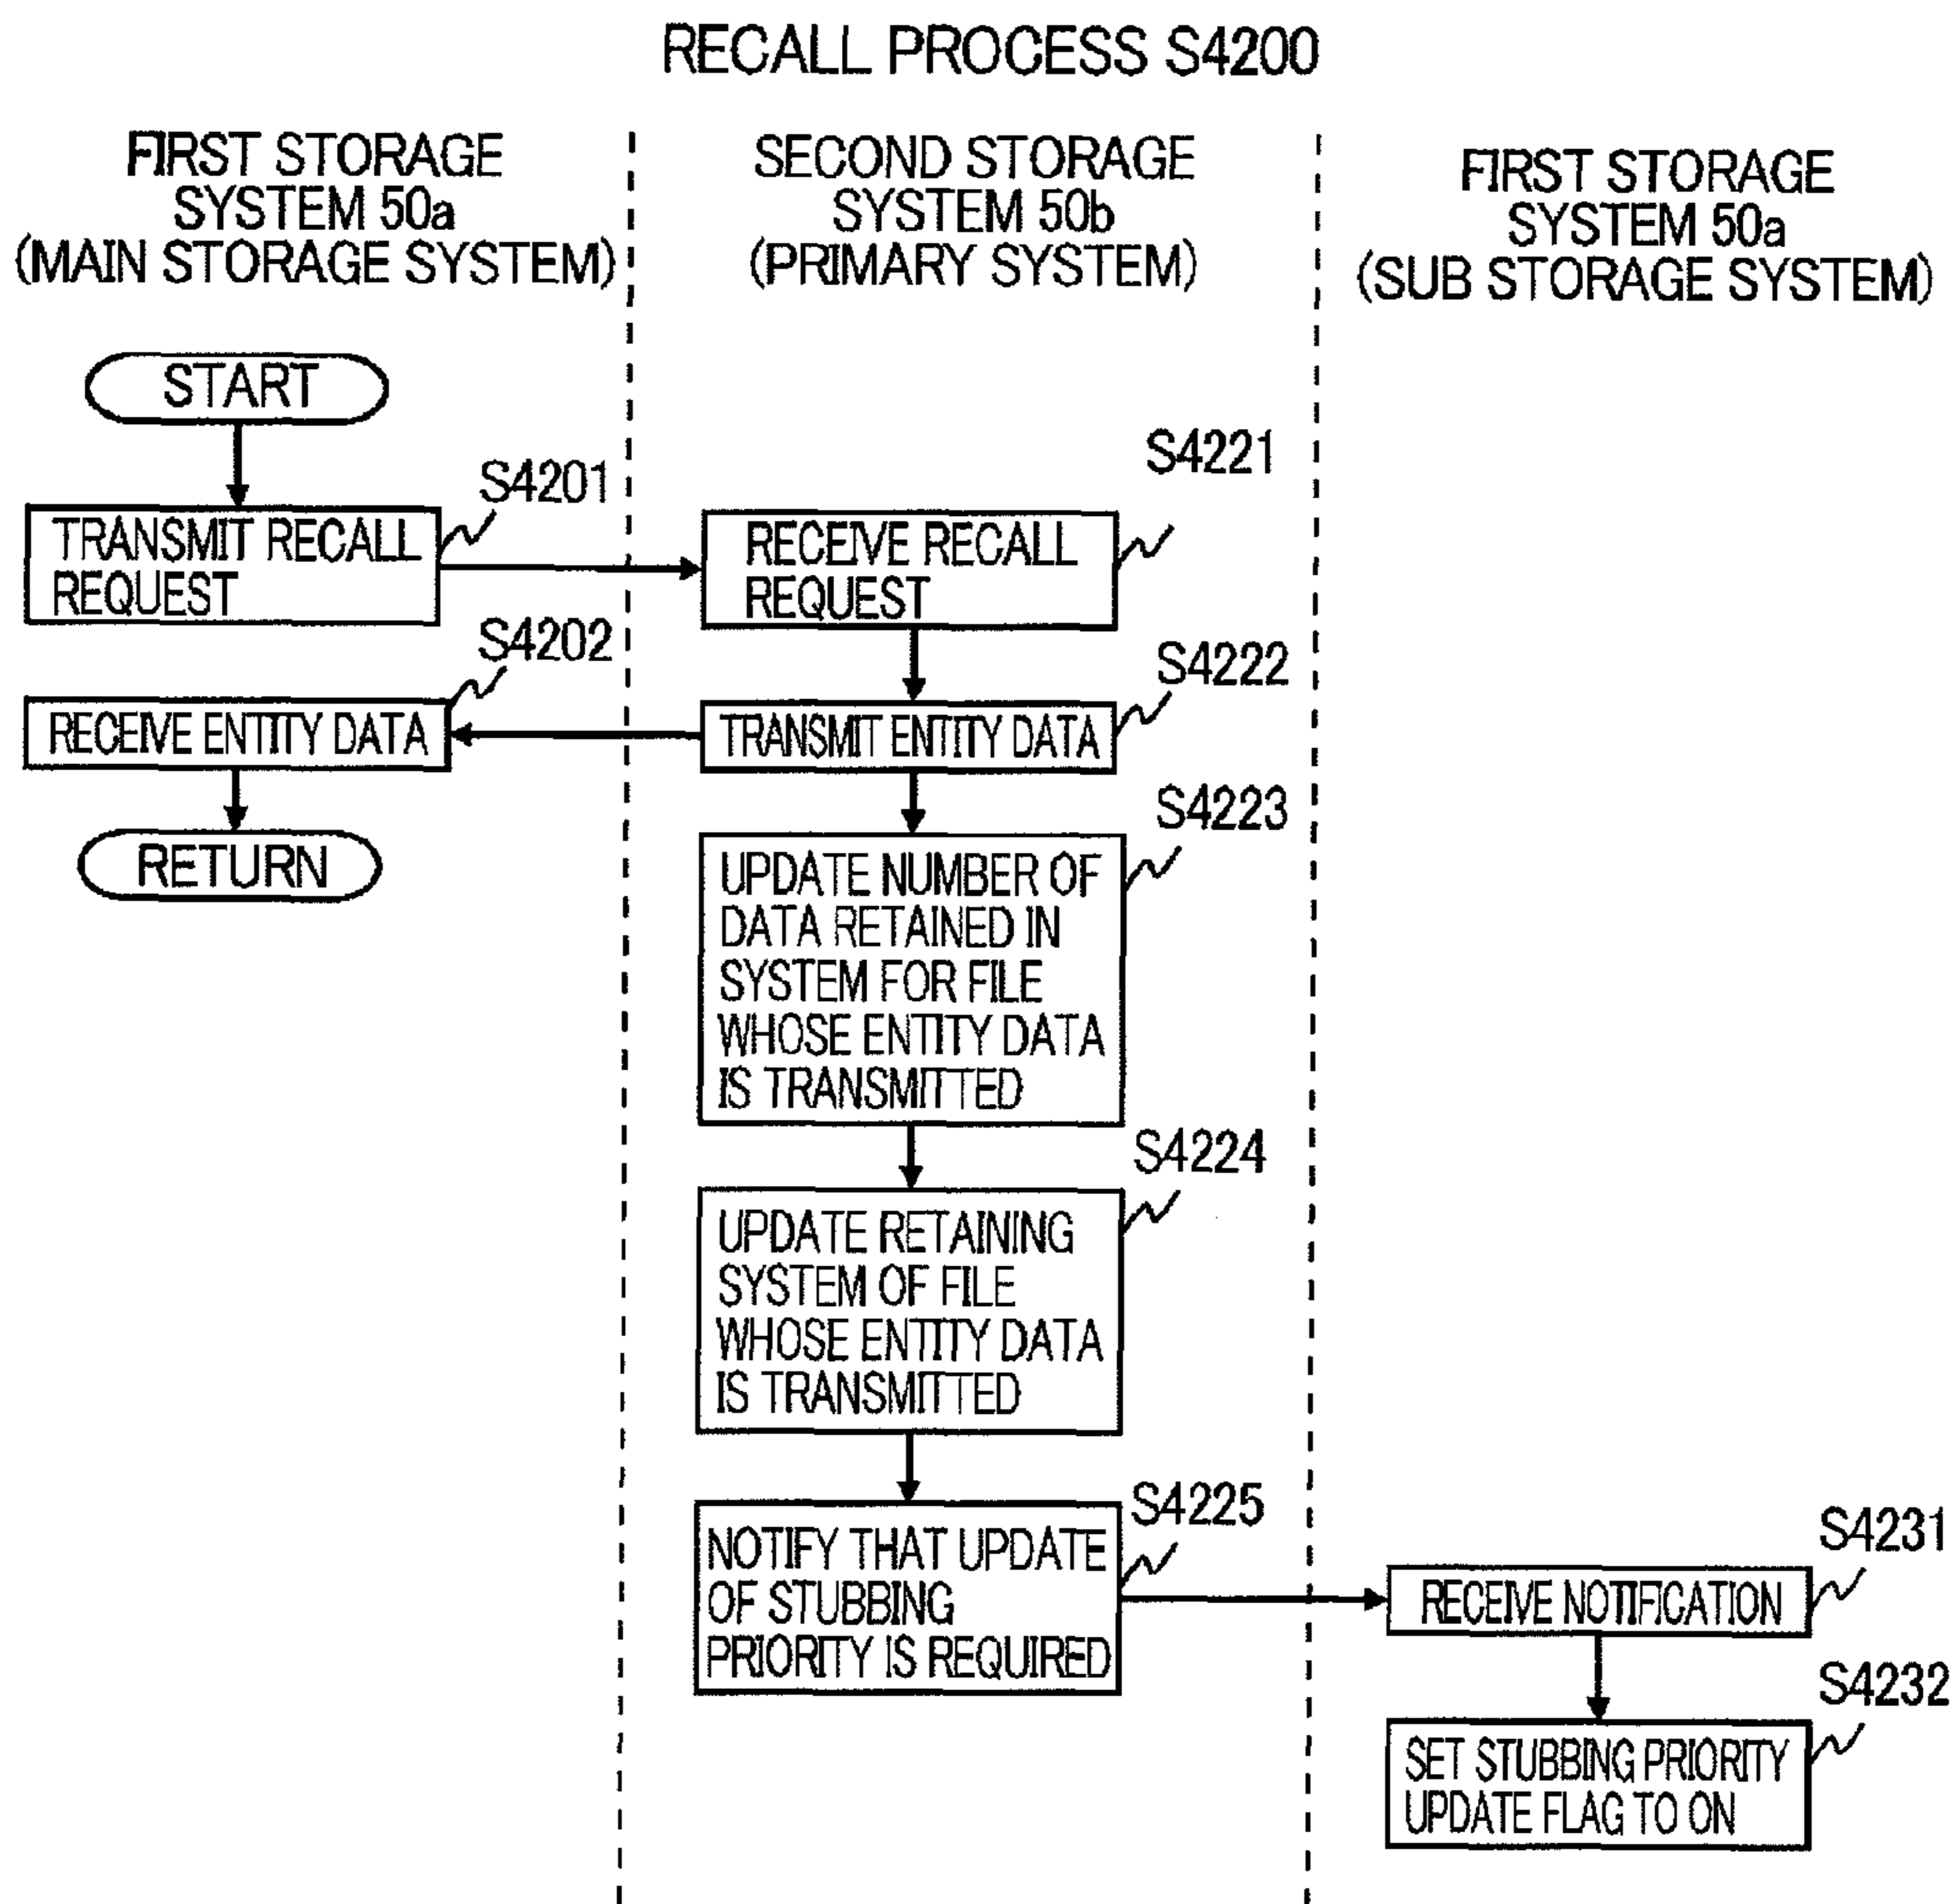 RECALL PROCESS S4200
FIRST STORAGE
SYSTEM 50a
(MAIN STORAGE SYSTEM)
SECOND STORAGE
SYSTEM 50b
(PRIMARY SYSTEM)
FIRST STORAGE
SYSTEM 50a
(SUB STORAGE SYSTEM)
START
S4201
TRANSMIT RECALL
REQUEST
S4221
RECEIVE RECALL
REQUEST
S4202
RECEIVE ENTITY DATA
S4222
TRANSMIT ENTITY DATA
RETURN
S4223
UPDATE NUMBER OF
DATA RETAINED IN
SYSTEM FOR FILE
WHOSE ENTITY DATA
IS TRANSMITTED
S4224
UPDATE RETAINING
SYSTEM OF FILE
WHOSE ENTITY DATA
IS TRANSMITTED
S4225
NOTIFY THAT UPDATE
OF STUBBING
PRIORITY IS REQUIRED
S4231
RECEIVE NOTIFICATION
S4232
SET STUBBING PRIORITY
UPDATE FLAG TO ON